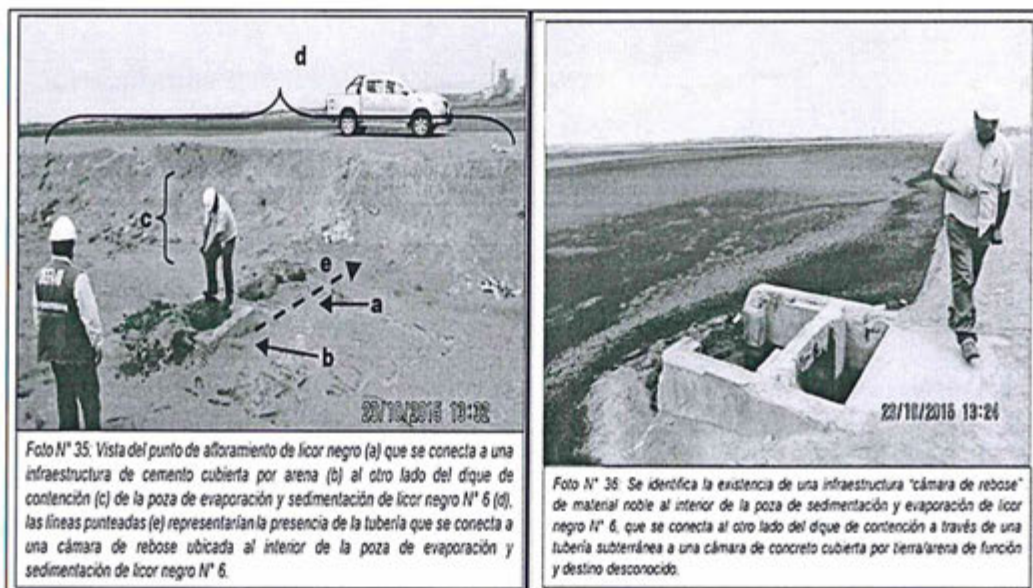 d
c
e
a
b
23/10/2015 13:32
Foto N° 35: Vista del punto de afloramiento de licor negro (a) que se conecta a una
infraestructura de cemento cubierta por arena (b) al otro lado del dique de
contención (c) de la poza de evaporación y sedimentación de licor negro N° 6 (d),
las líneas punteadas (e) representarían la presencia de la tubería que se conecta a
una cámara de rebose ubicada al interior de la poza de evaporación y
sedimentación de licor negro N° 6.
23/10/2015 13:24
Foto N° 36: Se identifica la existencia de una infraestructura "cámara de rebose"
de material noble al interior de la poza de sedimentación y evaporación de licor
negro N° 6, que se conecta al otro lado del dique de contención a través de una
tubería subterránea a una cámara de concreto cubierta por tierra/arena de función
y destino desconocido.